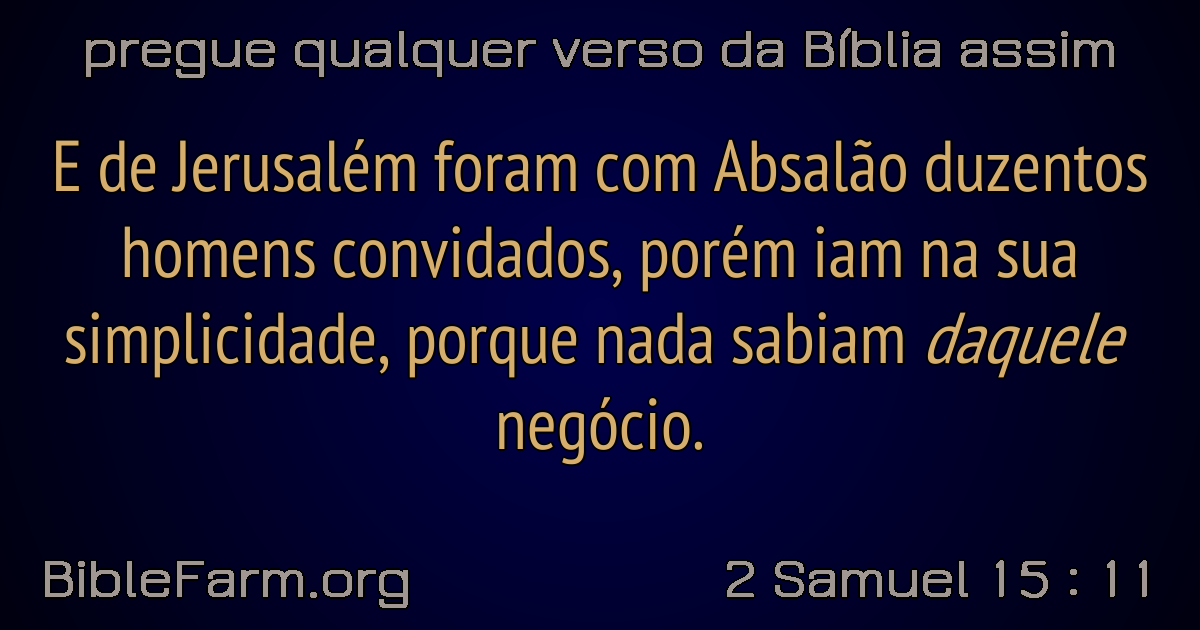 pregue qualquer verso da Bíblia assim
E de Jerusalém foram com Absalão duzentos
homens convidados, porém iam na sua
simplicidade, porque nada sabiam daquele
negócio.
BibleFarm.org
2 Samuel 15 : 11